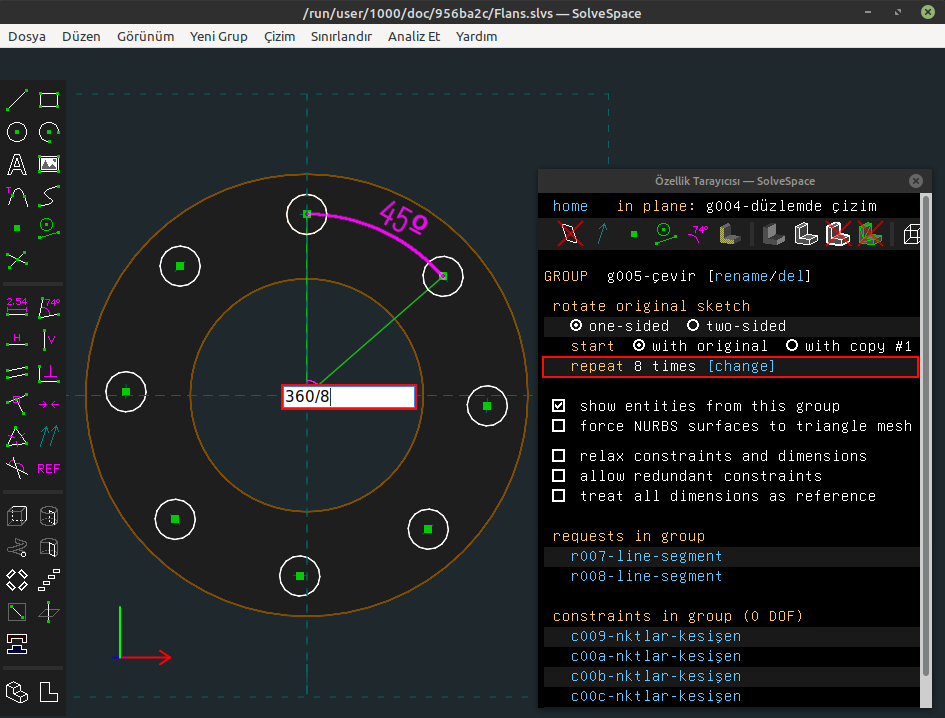 /run/user/1000/doc/956ba2c/Flans.slvs — SolveSpace
Dosya Düzen Görünüm Yeni Grup Çizim Sınırlandır Analiz Et Yardım
45º
360/8
T
2.54 74º
H V
REF
Özellik Tarayıcısı — SolveSpace
home in plane: g004-düzlemde çizim
74º
GROUP g005-çevir [rename/del]
rotate original sketch
one-sided two-sided
start with original with copy #1
repeat 8 times [change]
show entities from this group
force NURBS surfaces to triangle mesh
relax constraints and dimensions
allow redundant constraints
treat all dimensions as reference
requests in group
r007-line-segment
r008-line-segment
constraints in group (0 DOF)
c009-nktlar-kesişen
c00a-nktlar-kesişen
c00b-nktlar-kesişen
c00c-nktlar-kesişen